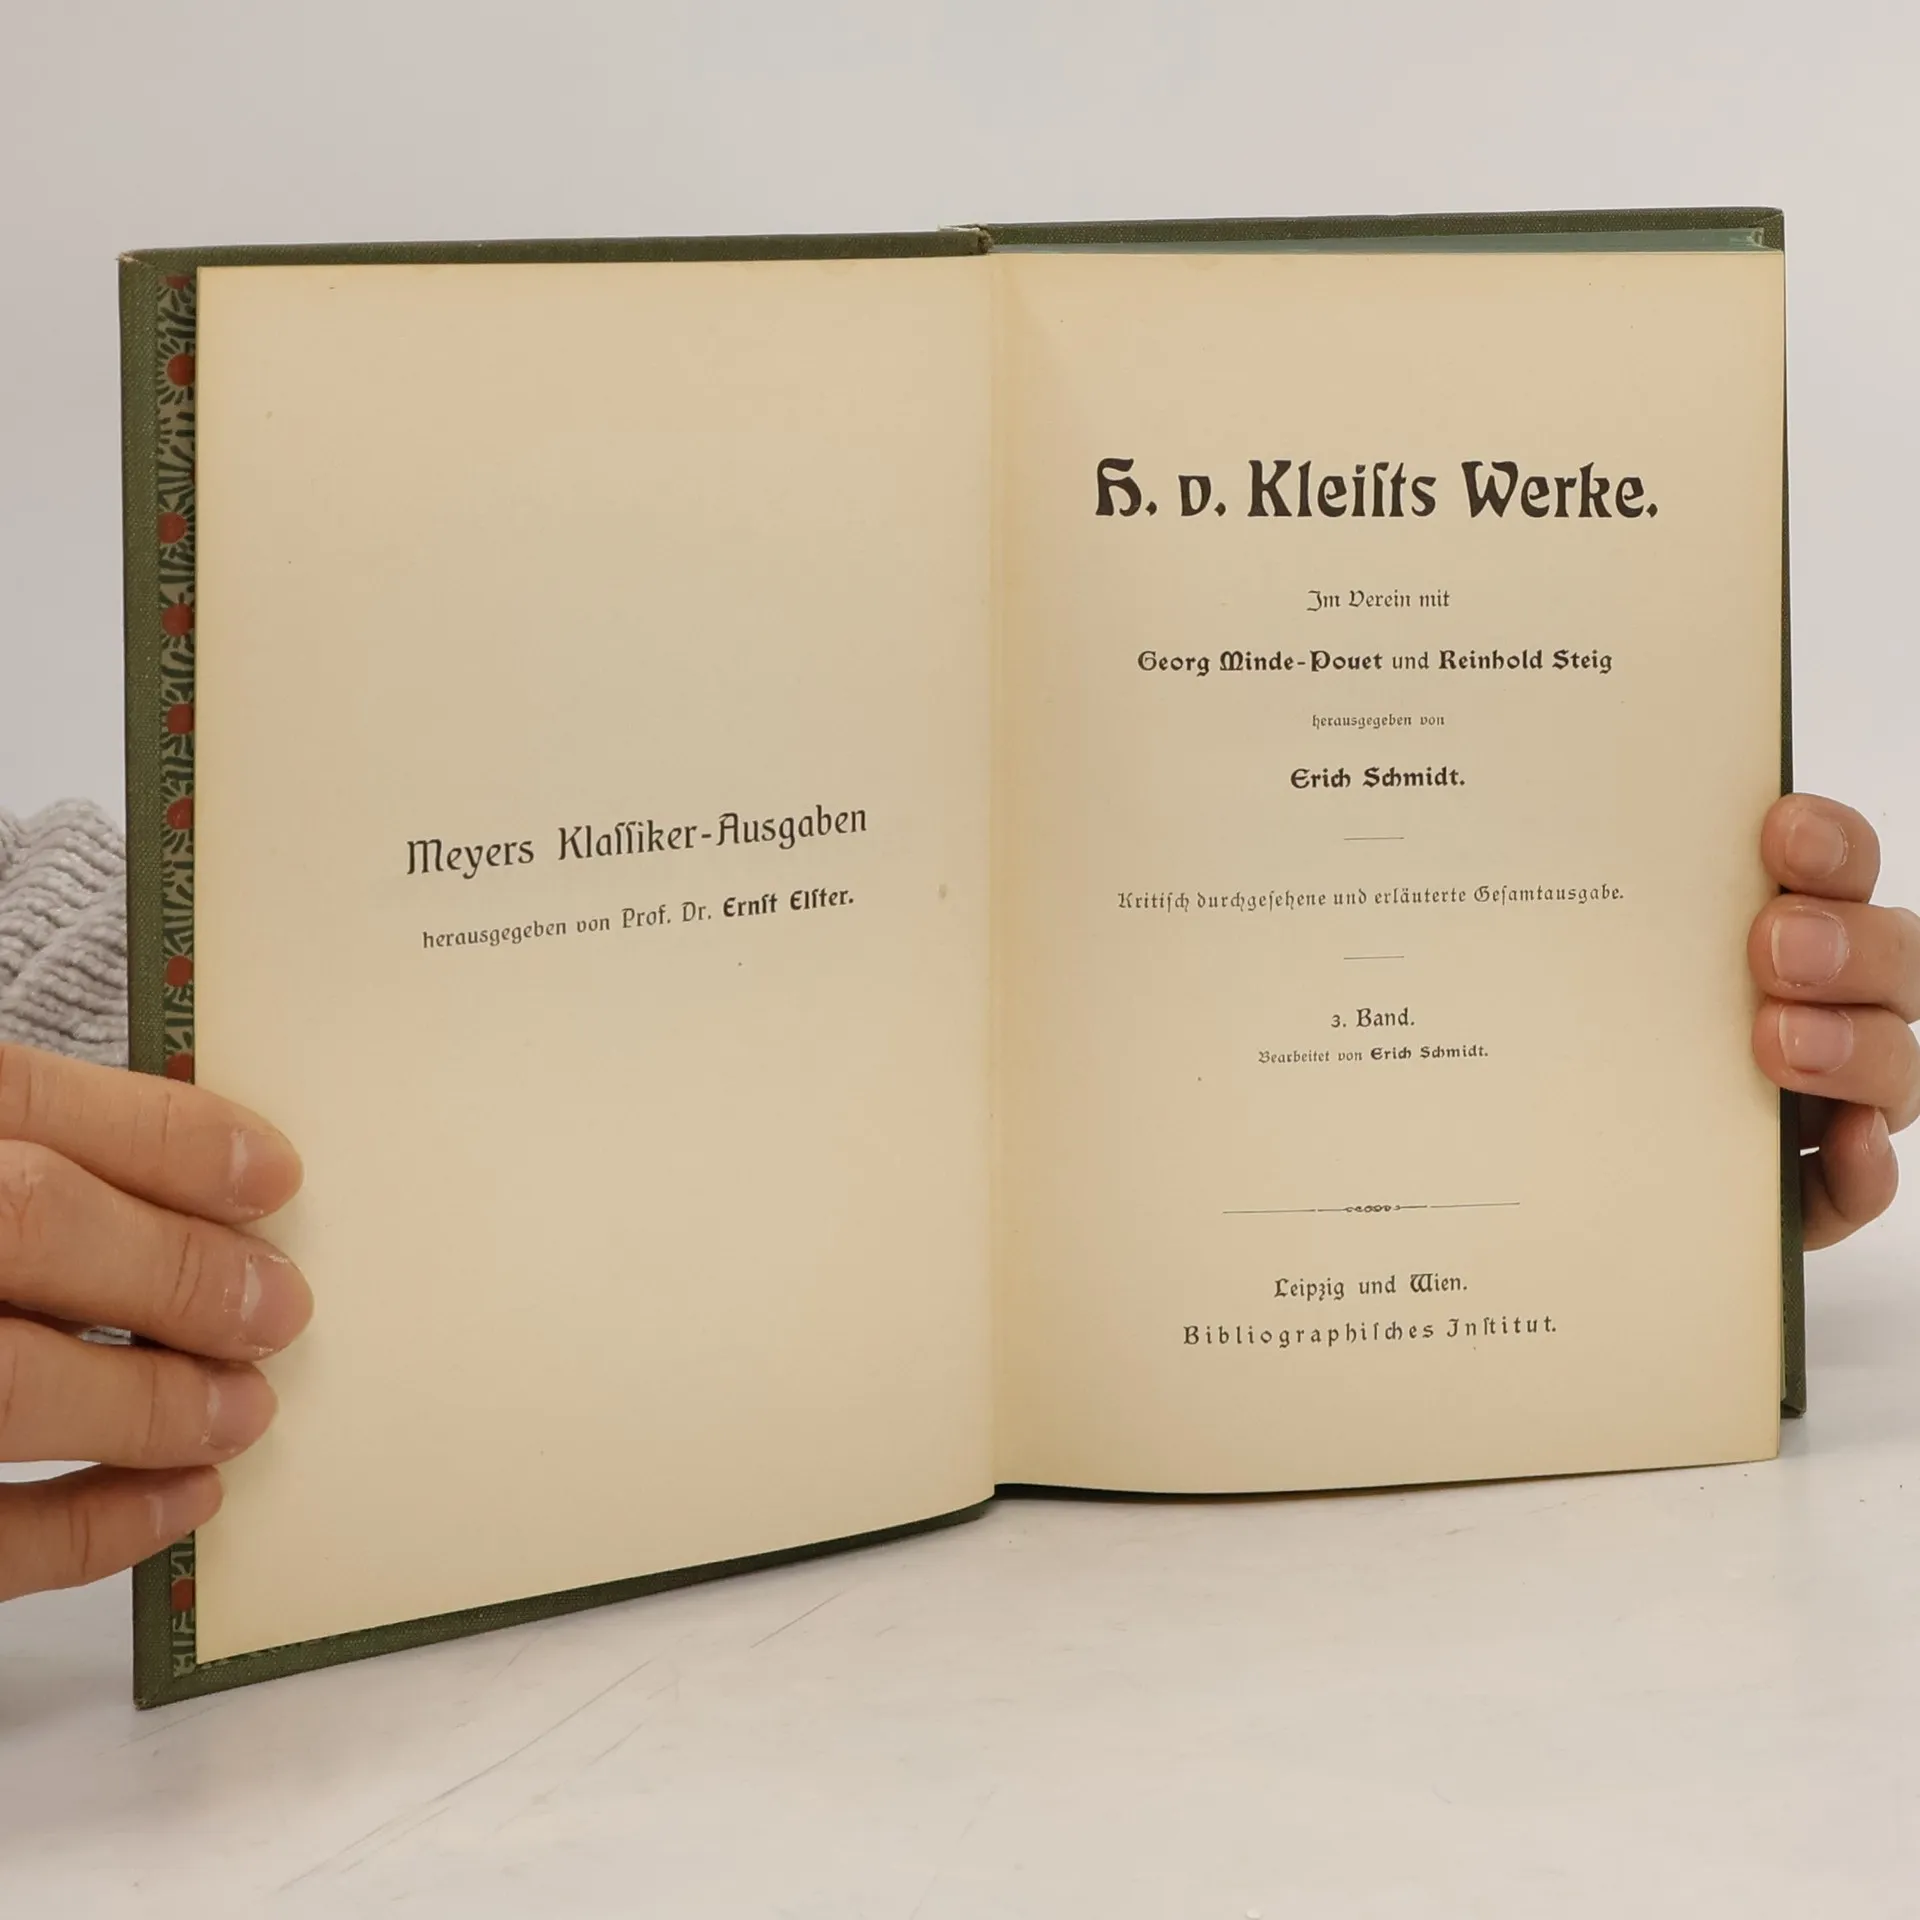 Meyers Klaſſiker-Ausgaben
herausgegeben von Prof. Dr. Ernſt Elſter.
H. v. Kleiſts Werke.
Im Verein mit
Georg Minde-Pouet und Reinhold Steig
herausgegeben von
Erich Schmidt.
Kritiſch durchgeſehene und erläuterte Geſamtausgabe.
3. Band.
Bearbeitet von Erich Schmidt.
Leipzig und Wien.
Bibliographiſches Inſtitut.